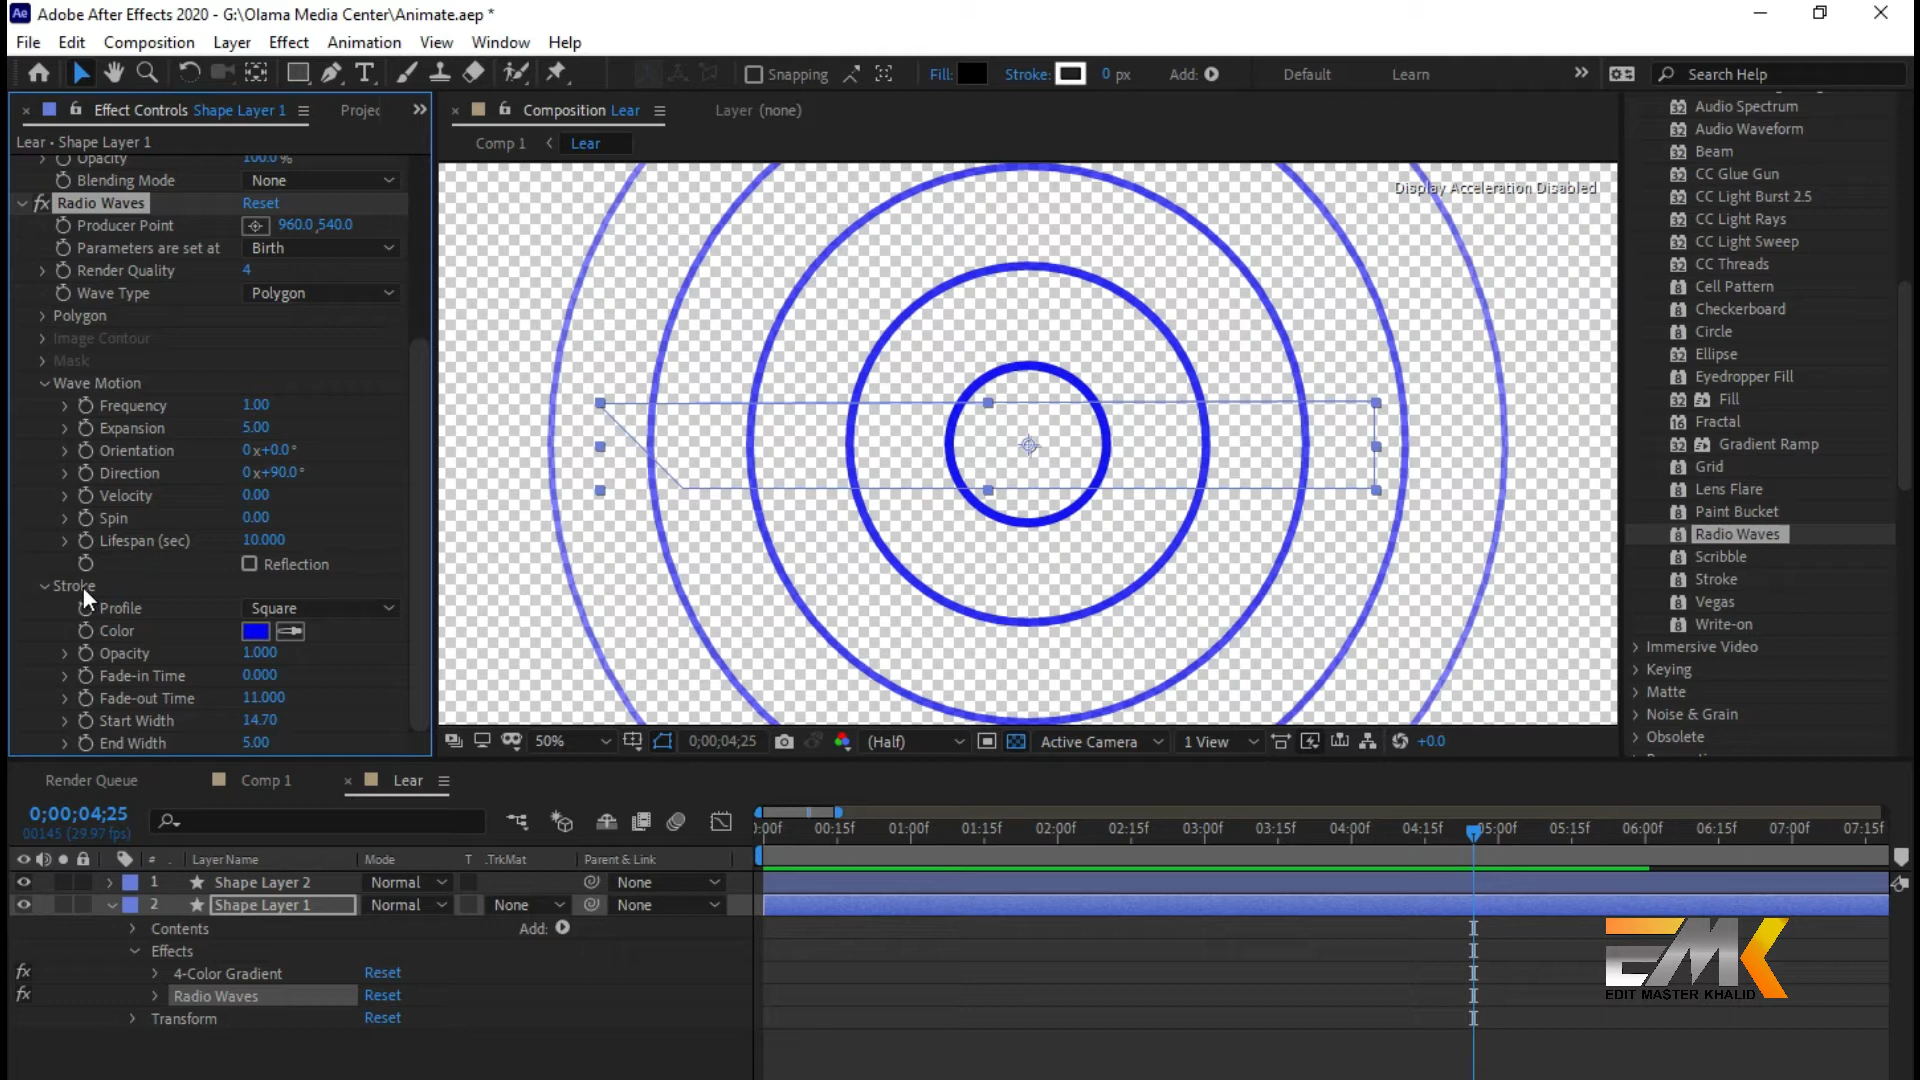 Adobe After Effects 2020 - G:\Olama Media Center\Animate.aep *
File Edit Composition Layer Effect Animation View Window Help
Snapping Fill: Stroke: 0 px Add: Default Learn Search Help
Effect Controls Shape Layer 1
Projec
Lear • Shape Layer 1
Opacity 100.0 %
Blending Mode None
fx Radio Waves Reset
Producer Point 960.0,540.0
Parameters are set at Birth
Render Quality 4
Wave Type Polygon
Polygon
Image Contour
Mask
Wave Motion
Frequency 1.00
Expansion 5.00
Orientation 0x+0.0°
Direction 0x+90.0°
Velocity 0.00
Spin 0.00
Lifespan (sec) 10.000
Reflection
Stroke
Profile Square
Color
Opacity 1.000
Fade-in Time 0.000
Fade-out Time 11.000
Start Width 14.70
End Width 5.00
Composition Lear
Layer (none)
Comp 1 Lear
Display Acceleration Disabled
50% 0;00;04;25 (Half) Active Camera 1 View +0.0
Audio Spectrum
Audio Waveform
Beam
CC Glue Gun
CC Light Burst 2.5
CC Light Rays
CC Light Sweep
CC Threads
Cell Pattern
Checkerboard
Circle
Ellipse
Eyedropper Fill
Fill
Fractal
Gradient Ramp
Grid
Lens Flare
Paint Bucket
Radio Waves
Scribble
Stroke
Vegas
Write-on
Immersive Video
Keying
Matte
Noise & Grain
Obsolete
Render Queue Comp 1 Lear
0;00;04;25
00145 (29.97 fps)
# Layer Name Mode T .TrkMat Parent & Link
1 Shape Layer 2 Normal None
2 Shape Layer 1 Normal None None
Contents Add:
Effects
fx 4-Color Gradient Reset
fx Radio Waves Reset
Transform Reset
:00f 00:15f 01:00f 01:15f 02:00f 02:15f 03:00f 03:15f 04:00f 04:15f 05:00f 05:15f 06:00f 06:15f 07:00f 07:15f
EMK
EDIT MASTER KHALID